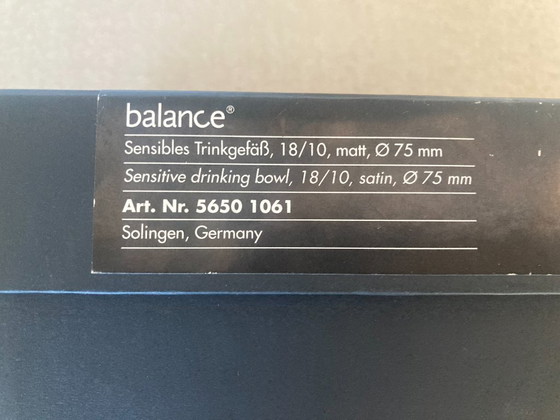 balance®
Sensibles Trinkgefäß, 18/10, matt, Ø 75 mm
Sensitive drinking bowl, 18/10, satin, Ø 75 mm
Art. Nr. 5650 1061
Solingen, Germany